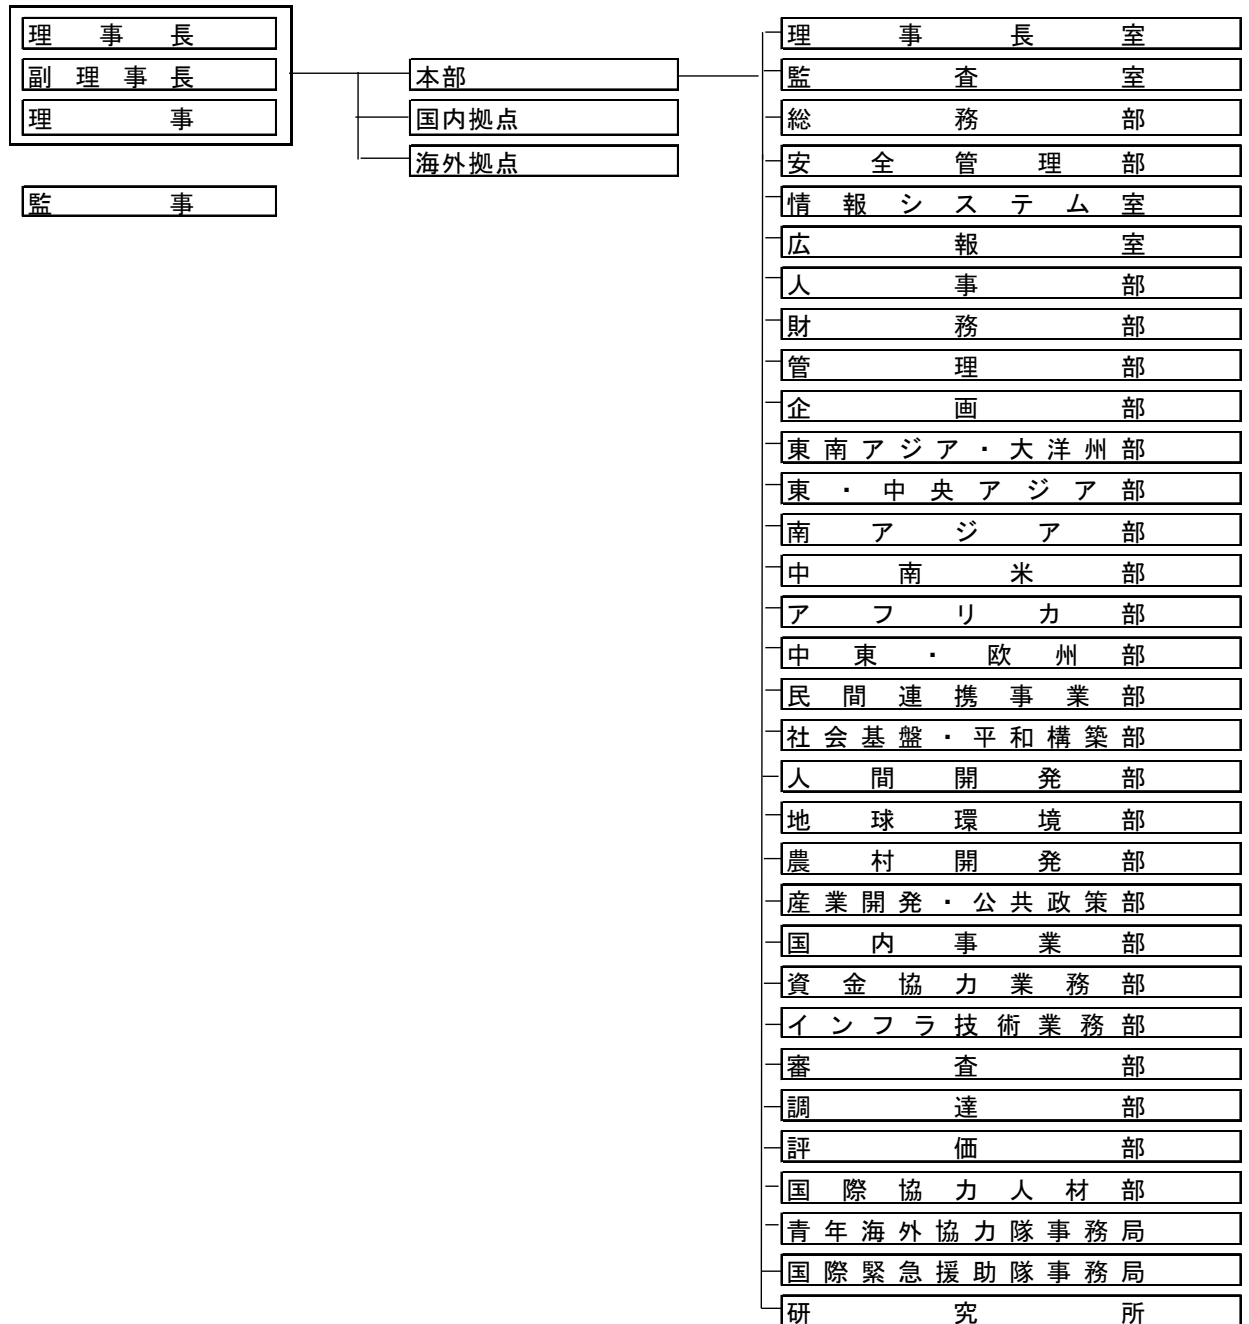 理事長
副理事長
理事
監事
本部
国内拠点
海外拠点
理事長室
監査室
総務部
安全管理部
情報システム室
広報室
人事部
財務部
管理部
企画部
東南アジア・大洋州部
東・中央アジア部
南アジア部
中南米部
アフリカ部
中東・欧州部
民間連携事業部
社会基盤・平和構築部
人間開発部
地球環境部
農村開発部
産業開発・公共政策部
国内事業部
資金協力業務部
インフラ技術業務部
審査部
調達部
評価部
国際協力人材部
青年海外協力隊事務局
国際緊急援助隊事務局
研究所